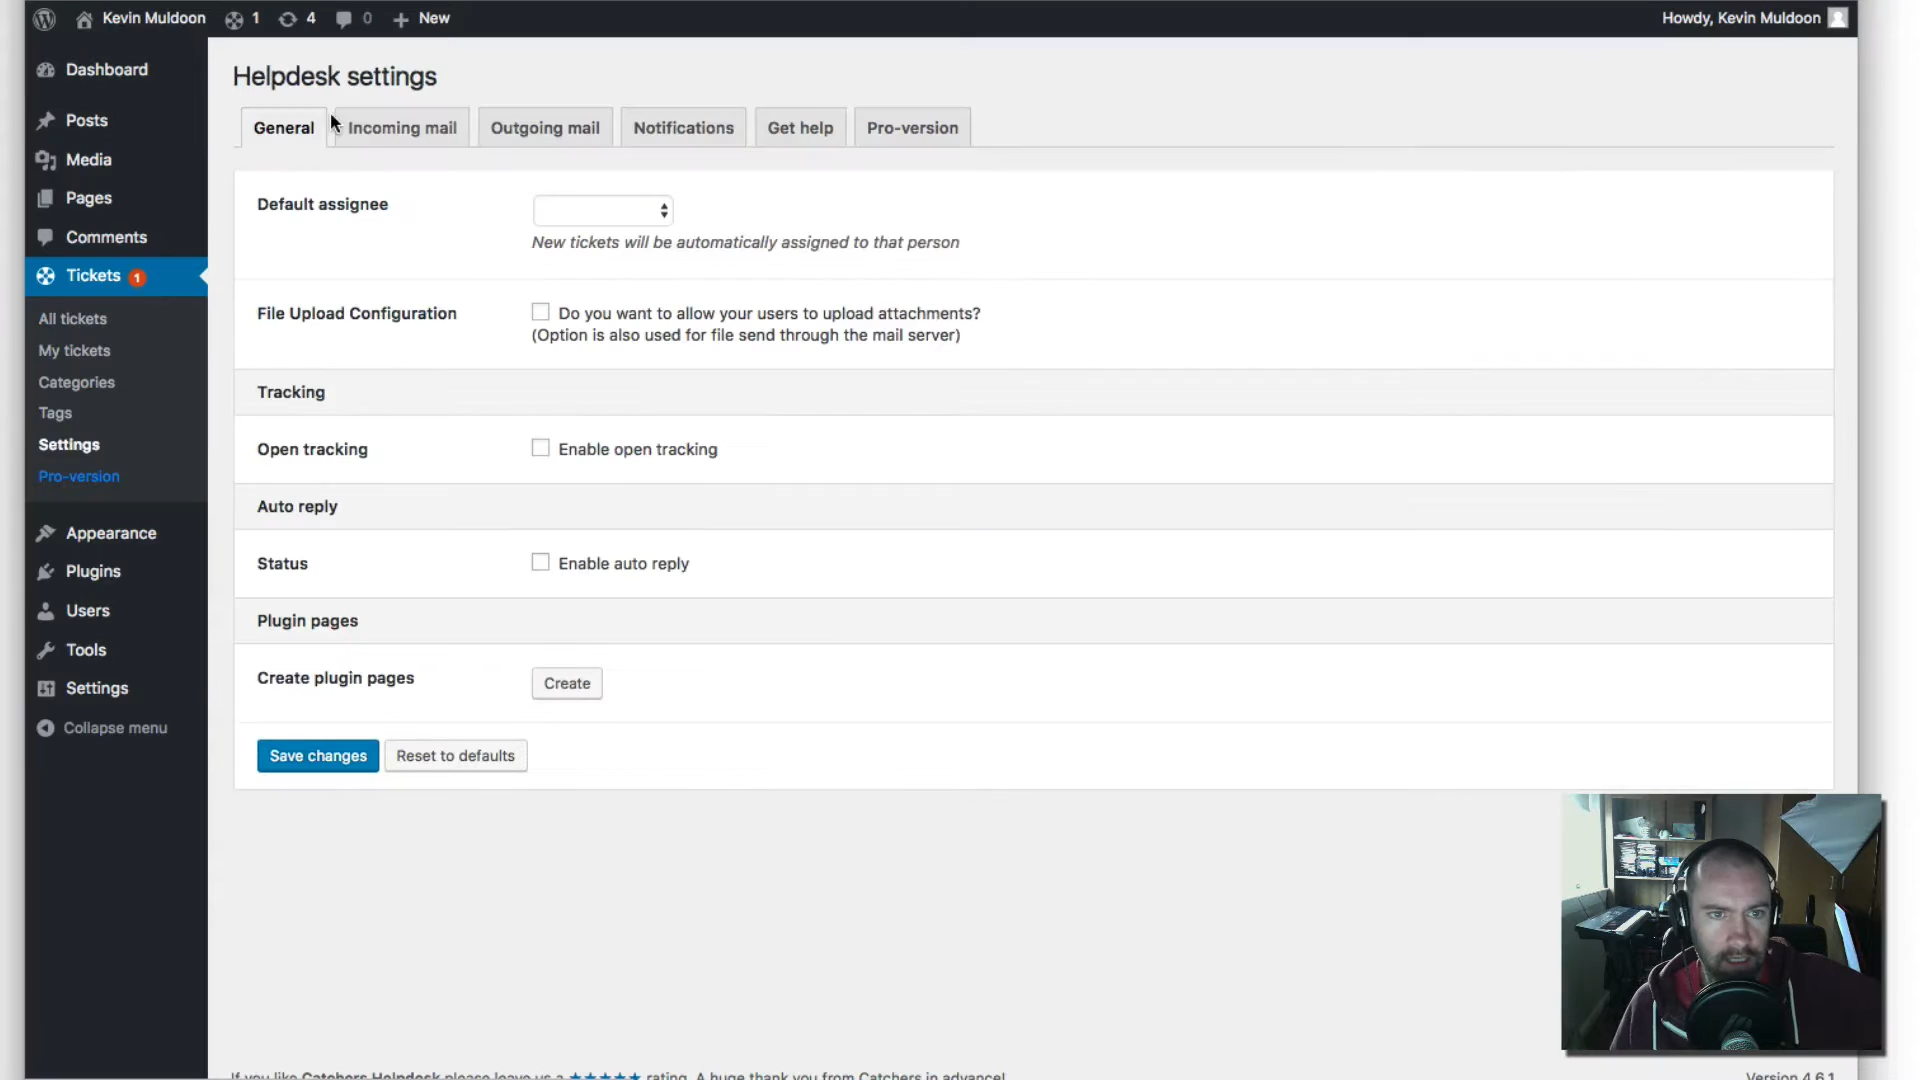 Kevin Muldoon 1 4 0 New
Howdy, Kevin Muldoon
Dashboard
Posts
Media
Pages
Comments
Tickets 1
All tickets
My tickets
Categories
Tags
Settings
Pro-version
Appearance
Plugins
Users
Tools
Settings
Collapse menu
Helpdesk settings
General Incoming mail Outgoing mail Notifications Get help Pro-version
Default assignee
New tickets will be automatically assigned to that person
File Upload Configuration
Do you want to allow your users to upload attachments?
(Option is also used for file send through the mail server)
Tracking
Open tracking
Enable open tracking
Auto reply
Status
Enable auto reply
Plugin pages
Create plugin pages
Create
Save changes Reset to defaults
If you like Catchers Helpdesk please leave us a ★★★★★ rating. A huge thank you from Catchers in advance!
Version 4.6.1